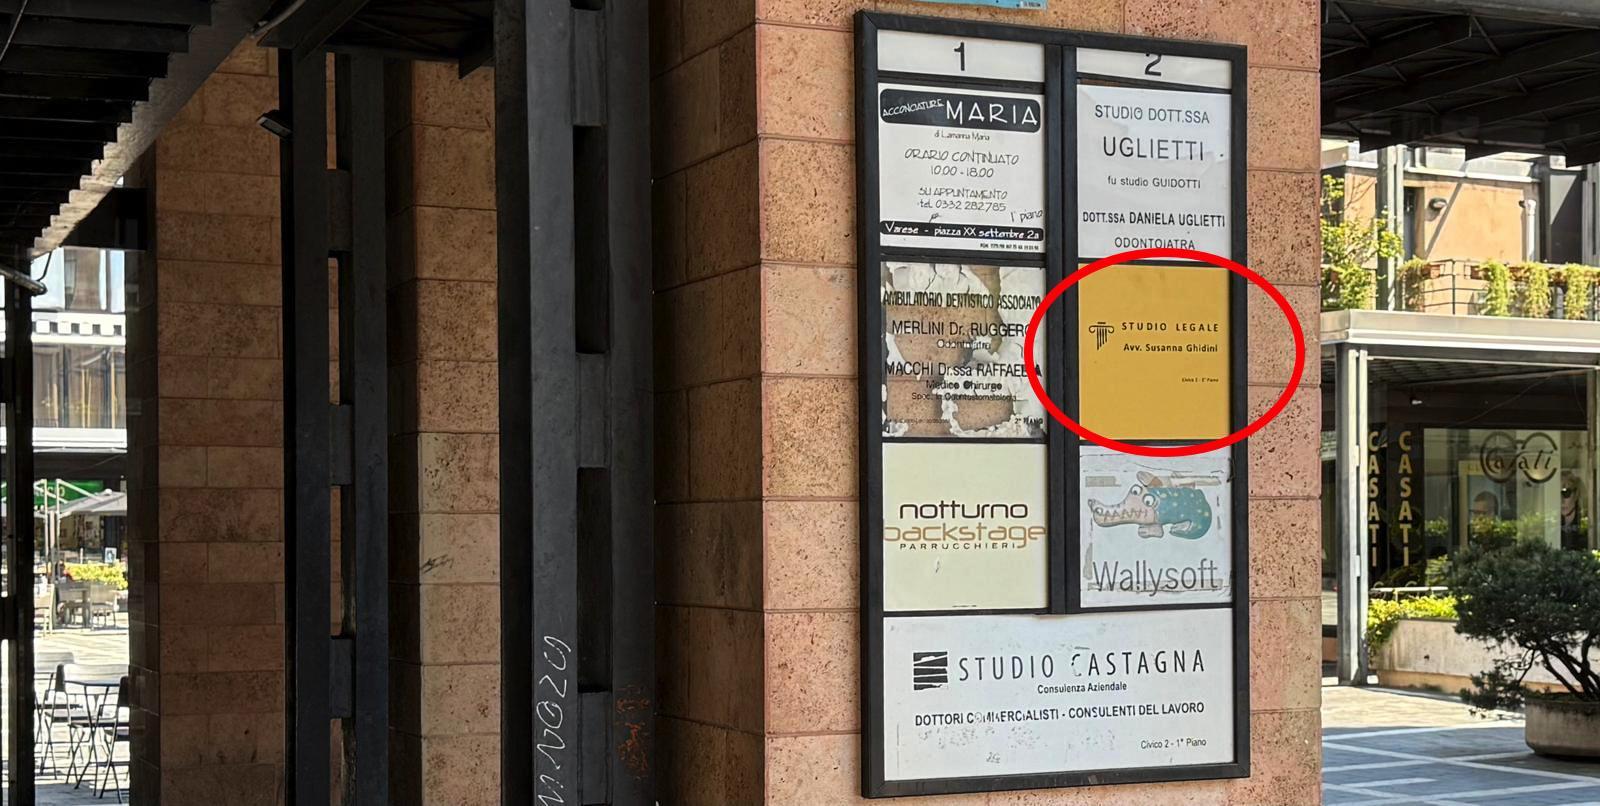 1
ACCONCIATURE MARIA
di Lamanna Maria
ORARIO CONTINUATO
10.00 - 18.00
SU APPUNTAMENTO
tel. 0332 282785
1° piano
Varese - piazza XX settembre 2a
AMBULATORIO DENTISTICO ASSOCIATO
MERLINI Dr. RUGGERO
Odontoiatra
MACCHI Dr.ssa RAFFAELLA
Medico Chirurgo
Spec. in Odontostomatologia
2° PIANO
notturno
backstage
PARRUCCHIERI
2
STUDIO DOTT.SSA
UGLIETTI
fu studio GUIDOTTI
DOTT.SSA DANIELA UGLIETTI
ODONTOIATRA
STUDIO LEGALE
Avv. Susanna Ghidini
Wallysoft
STUDIO CASTAGNA
Consulenza Aziendale
DOTTORI COMMERCIALISTI - CONSULENTI DEL LAVORO
Civico 2 - 1° Piano
CASATI
CASATI
Casati